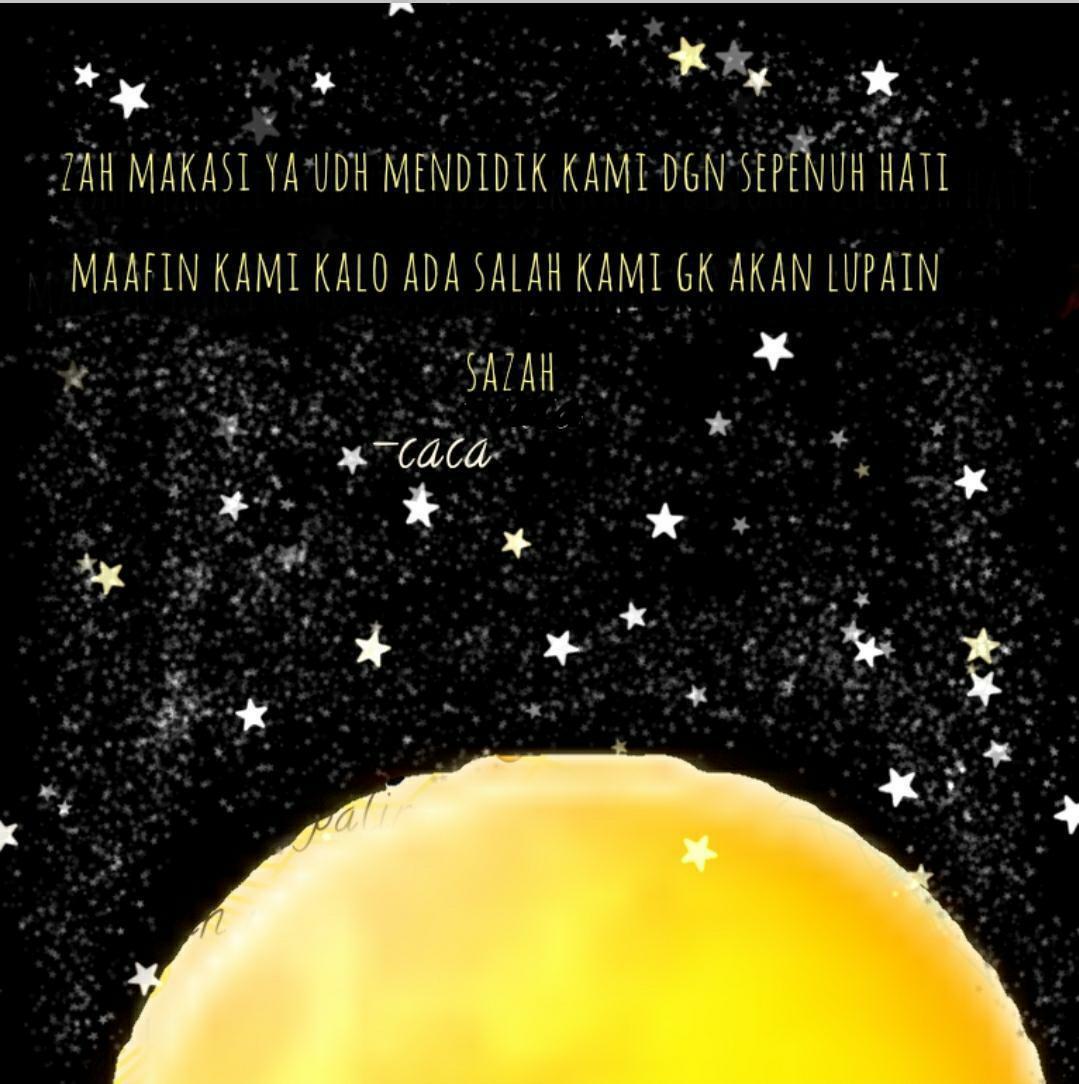 ZAH MAKASI YA UDH MENDIDIK KAMI DGN SEPENUH HATI
MAAFIN KAMI KALO ADA SALAH KAMI GK AKAN LUPAIN
SAZAH
-caca